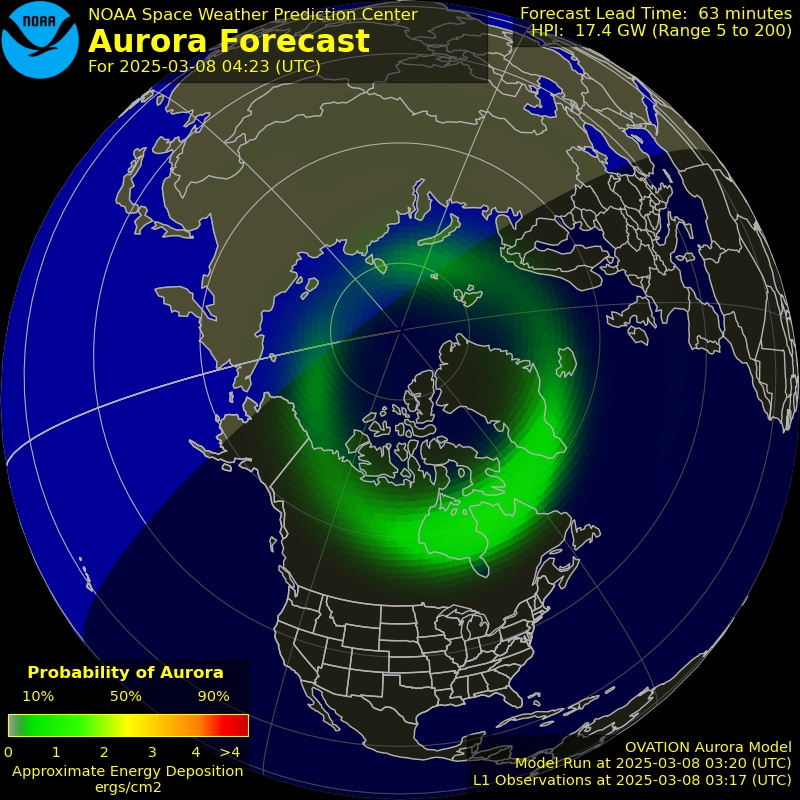 NOAA
NOAA Space Weather Prediction Center
Aurora Forecast
For 2025-03-08 04:23 (UTC)
Forecast Lead Time: 63 minutes
HPI: 17.4 GW (Range 5 to 200)
Probability of Aurora
10% 50% 90%
0 1 2 3 4 >4
Approximate Energy Deposition
ergs/cm2
OVATION Aurora Model
Model Run at 2025-03-08 03:20 (UTC)
L1 Observations at 2025-03-08 03:17 (UTC)